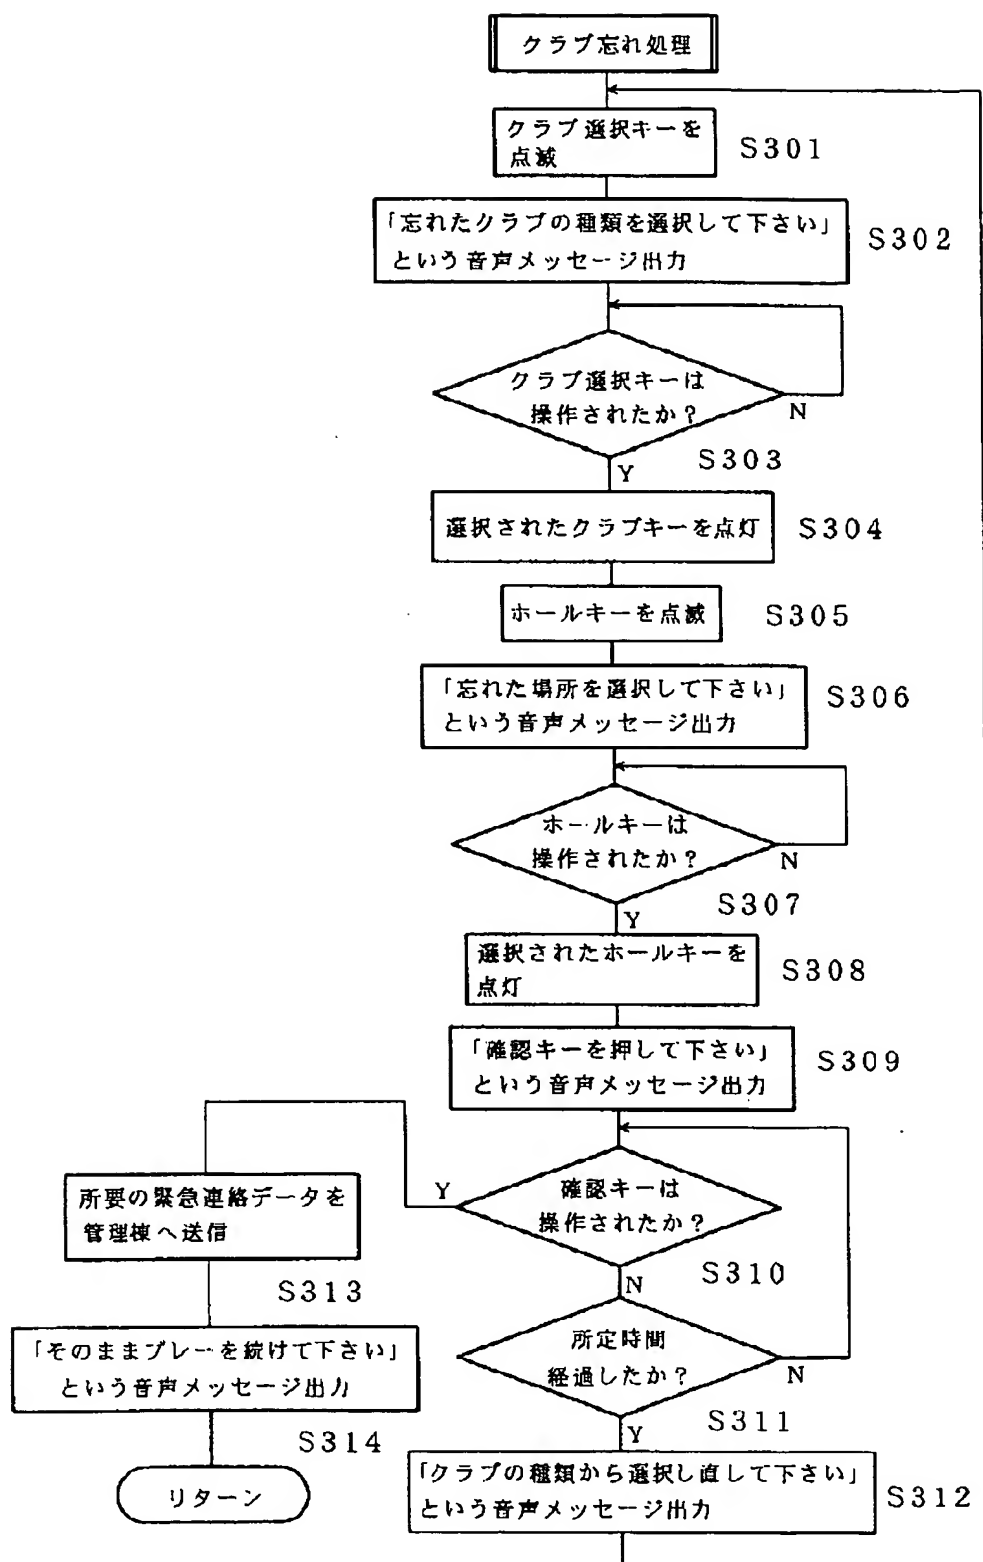 クラブ忘れ処理
クラブ選択キーを
点滅
S301
「忘れたクラブの種類を選択して下さい」
という音声メッセージ出力
S302
クラブ選択キーは
操作されたか?
N
S303
Y
選択されたクラブキーを点灯
S304
ホールキーを点滅
S305
「忘れた場所を選択して下さい」
という音声メッセージ出力
S306
ホールキーは
操作されたか?
N
S307
Y
選択されたホールキーを
点灯
S308
「確認キーを押して下さい」
という音声メッセージ出力
S309
確認キーは
操作されたか?
Y
S310
N
所要の緊急連絡データを
管理棟へ送信
S313
所定時間
経過したか?
N
S311
Y
「そのままプレーを続けて下さい」
という音声メッセージ出力
S314
リターン
「クラブの種類から選択し直して下さい」
という音声メッセージ出力
S312